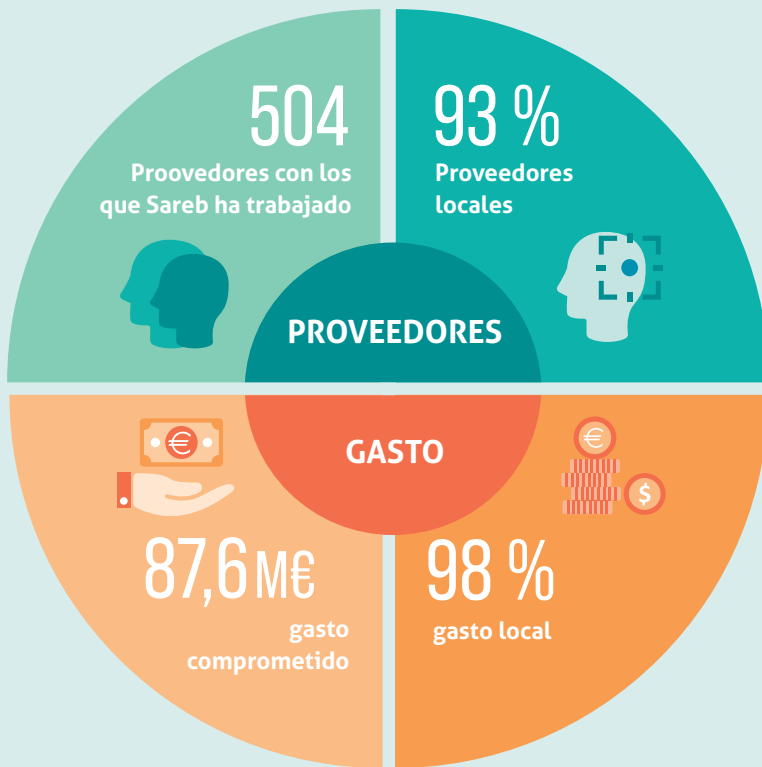 504
Proovedores con los
que Sareb ha trabajado
93 %
Proveedores
locales
PROVEEDORES
GASTO
€
87,6 M€
gasto
comprometido
€
$
98 %
gasto local